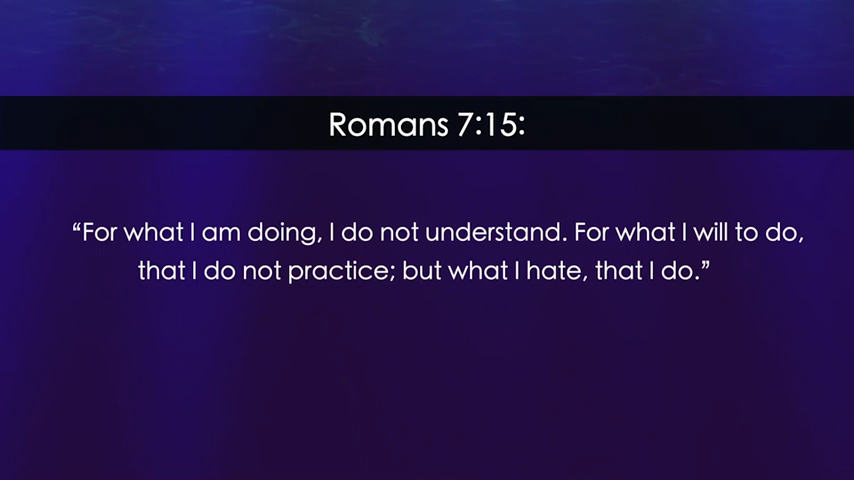 Romans 7:15:
“For what I am doing, I do not understand. For what I will to do,
that I do not practice; but what I hate, that I do.”